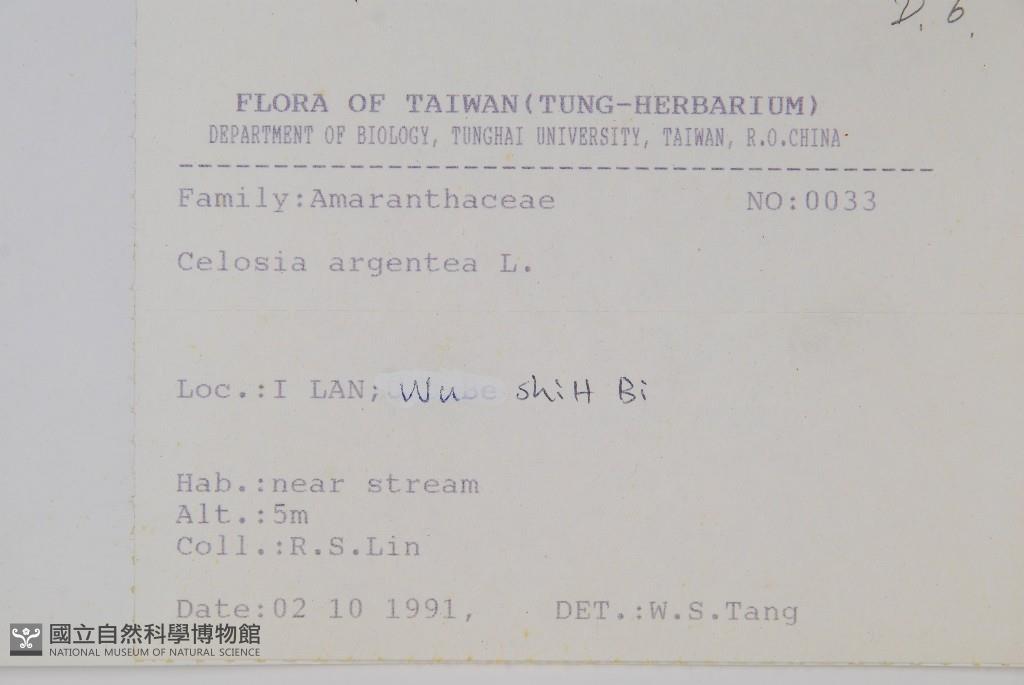 D. 6.
FLORA OF TAIWAN(TUNG-HERBARIUM)
DEPARTMENT OF BIOLOGY, TUNGHAI UNIVERSITY, TAIWAN, R.O.CHINA
Family:Amaranthaceae NO:0033
Celosia argentea L.
Loc.:I LAN; Wu shiH Bi
Hab.:near stream
Alt.:5m
Coll.:R.S.Lin
Date:02 10 1991, DET.:W.S.Tang
國立自然科學博物館
NATIONAL MUSEUM OF NATURAL SCIENCE